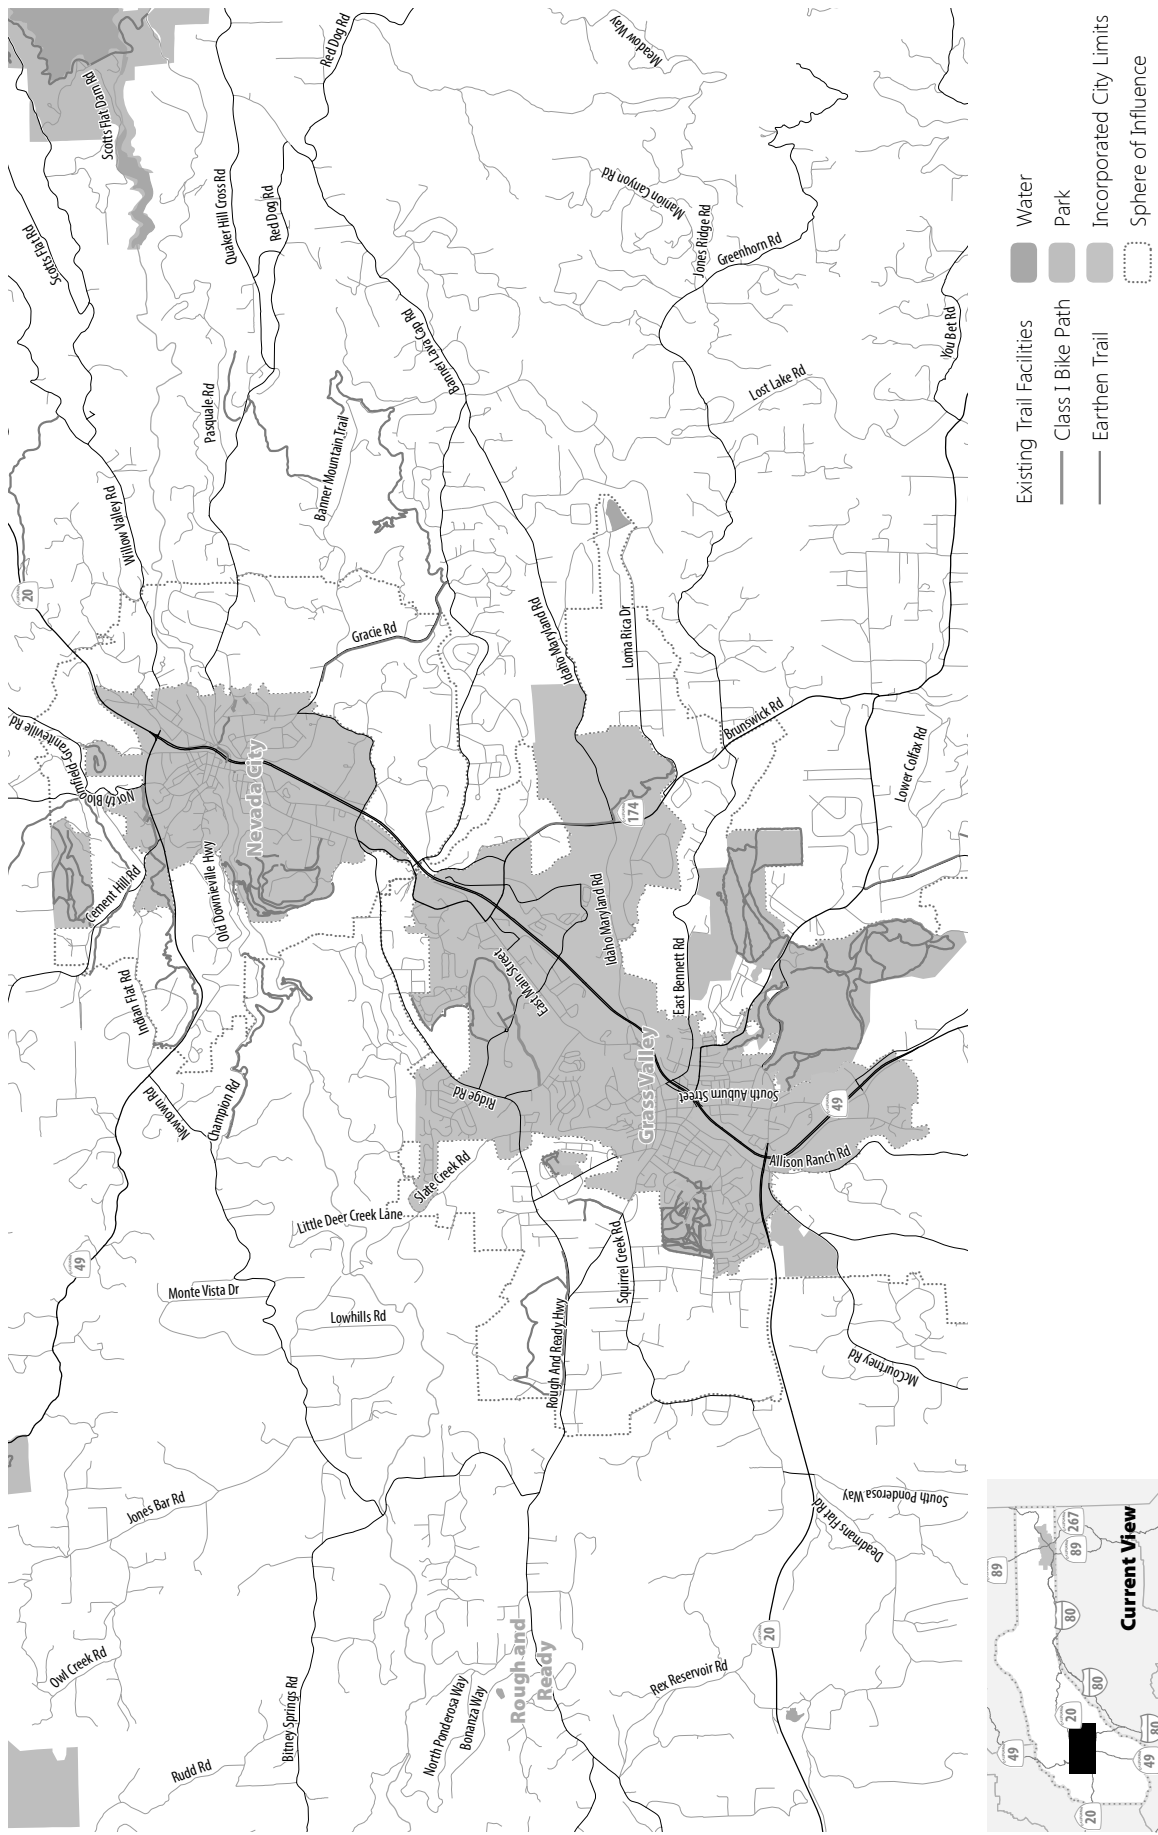 Red Dog Rd
Meadow Way
Scotts Flat Dam Rd
Quaker Hill Cross Rd
Red Dog Rd
Manion Canyon Rd
Jones Ridge Rd
Greenhorn Rd
Scotts Flat Rd
Banner Lava Cap Rd
You Bet Rd
Pasquale Rd
Lost Lake Rd
Banner Mountain Trail
Willow Valley Rd
20
Gracie Rd
Idaho Maryland Rd
Loma Rica Dr
Brunswick Rd
Lower Colfax Rd
North Bloomfield-Graniteville Rd
Nevada City
174
Cement Hill Rd
Old Downieville Hwy
Idaho Maryland Rd
East Main Street
East Bennett Rd
Indian Flat Rd
Grass Valley
South Auburn Street
49
Ridge Rd
Newtown Rd
Champion Rd
Allison Ranch Rd
Slate Creek Rd
Little Deer Creek Lane
Squirrel Creek Rd
49
Monte Vista Dr
Lowhills Rd
Rough And Ready Hwy
McCourtney Rd
Jones Bar Rd
South Ponderosa Way
Deadmans Flat Rd
20
Owl Creek Rd
Rough and
Ready
Rex Reservoir Rd
Bitney Springs Rd
North Ponderosa Way
Bonanza Way
Rudd Rd
Existing Trail Facilities
Class I Bike Path
Earthen Trail
Water
Park
Incorporated City Limits
Sphere of Influence
Current View
89
89
267
80
80
20
49
80
49
20